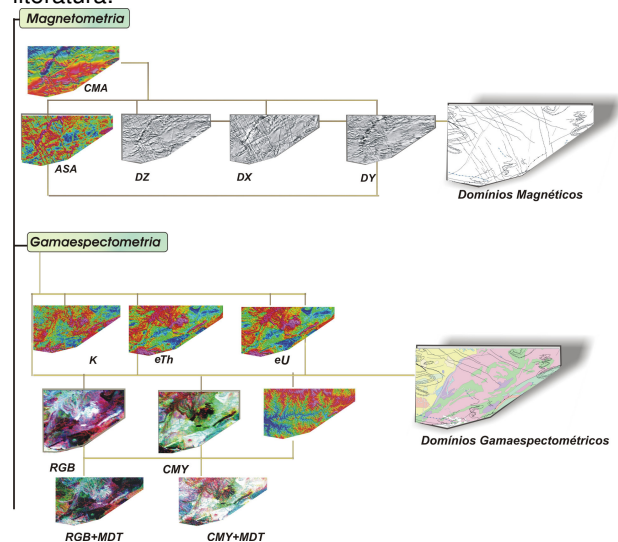 literatura.
Magnetometria
CMA
ASA
DZ
DX
DY
Domínios Magnéticos
Gamaespectometria
K
eTh
eU
Domínios Gamaespectométricos
RGB
CMY
RGB+MDT
CMY+MDT